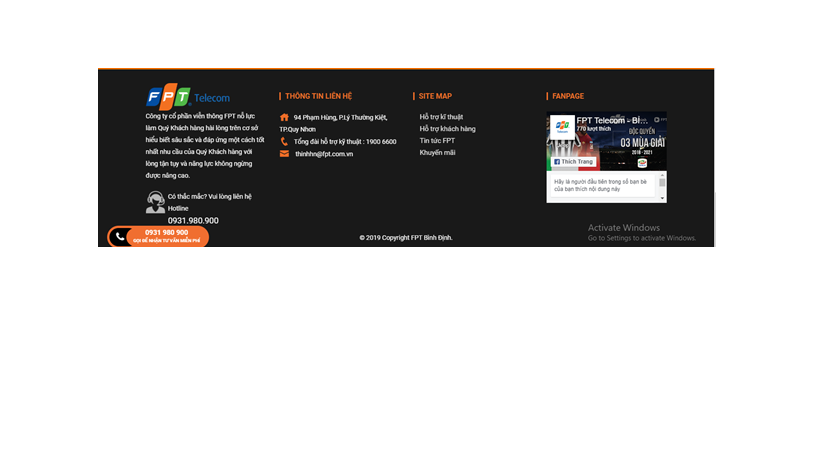 FPT Telecom
Công ty cổ phần viễn thông FPT nỗ lực
làm Quý Khách hàng hài lòng trên cơ sở
hiểu biết sâu sắc và đáp ứng một cách tốt
nhất nhu cầu của Quý Khách hàng với
lòng tận tụy và năng lực không ngừng
được nâng cao.
Có thắc mắc? Vui lòng liên hệ
Hotline
0931.980.900
0931 980 900
GỌI ĐỂ NHẬN TƯ VẤN MIỄN PHÍ
THÔNG TIN LIÊN HỆ
94 Phạm Hùng, P.Lý Thường Kiệt,
TP.Quy Nhơn
Tổng đài hỗ trợ kỹ thuật : 1900 6600
thinhhn@fpt.com.vn
SITE MAP
Hỗ trợ kĩ thuật
Hỗ trợ khách hàng
Tin tức FPT
Khuyến mãi
FANPAGE
FPT Telecom - Bì...
770 lượt thích
ĐỘC QUYỀN
03 MÙA GIẢI
2018 - 2021
Thích Trang
Hãy là người đầu tiên trong số bạn bè
của bạn thích nội dung này
© 2019 Copyright FPT Bình Định.
Activate Windows
Go to Settings to activate Windows.